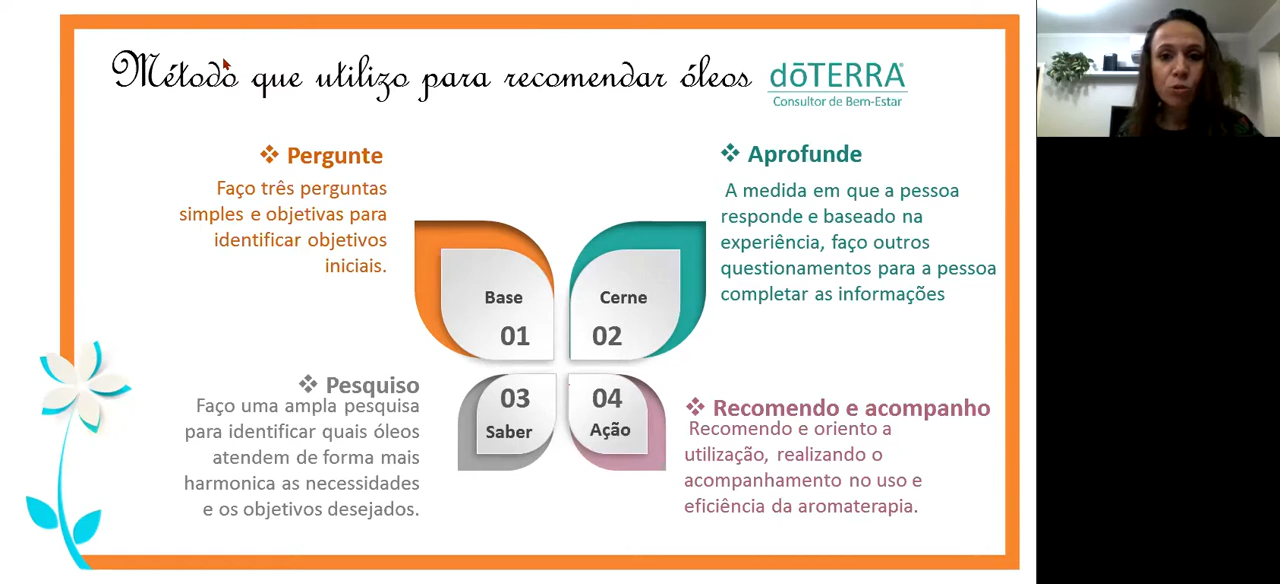 Método que utilizo para recomendar óleos
dōTERRA®
Consultor de Bem-Estar
❖ Pergunte
Faço três perguntas
simples e objetivas para
identificar objetivos
iniciais.
❖ Aprofunde
A medida em que a pessoa
responde e baseado na
experiência, faço outros
questionamentos para a pessoa
completar as informações
Base
01
Cerne
02
03
Saber
04
Ação
❖ Pesquiso
Faço uma ampla pesquisa
para identificar quais óleos
atendem de forma mais
harmonica as necessidades
e os objetivos desejados.
❖ Recomendo e acompanho
Recomendo e oriento a
utilização, realizando o
acompanhamento no uso e
eficiência da aromaterapia.